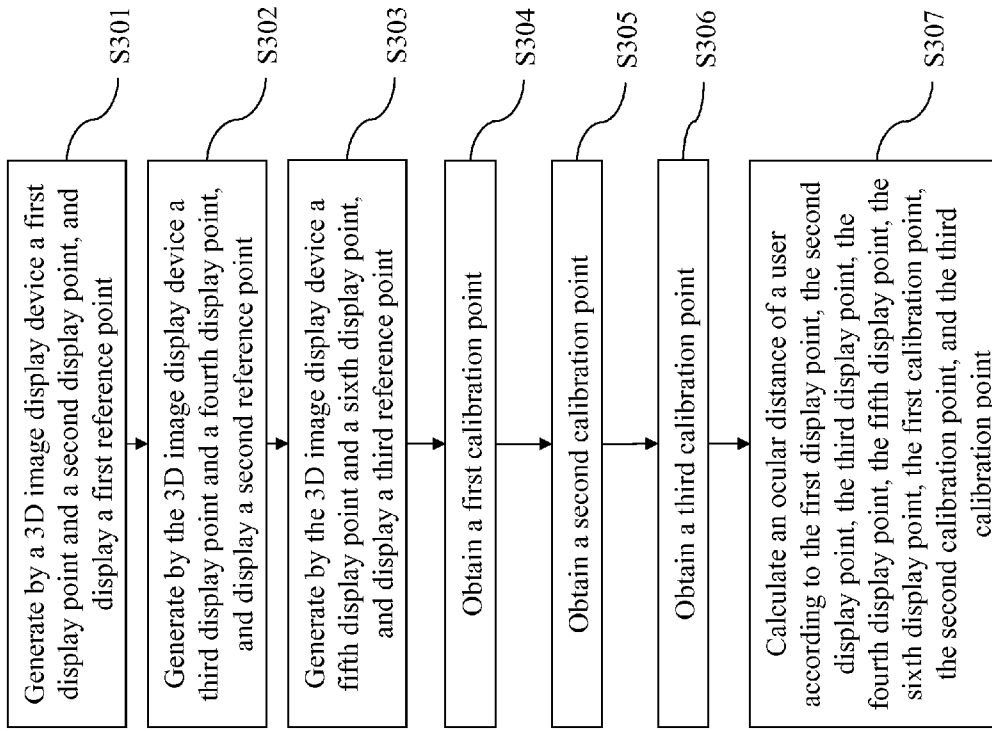 Generate by a 3D image display device a first
display point and a second display point, and
display a first reference point
S301
Generate by the 3D image display device a
third display point and a fourth display point,
and display a second reference point
S302
Generate by the 3D image display device a
fifth display point and a sixth display point,
and display a third reference point
S303
Obtain a first calibration point
S304
Obtain a second calibration point
S305
Obtain a third calibration point
S306
Calculate an ocular distance of a user
according to the first display point, the second
display point, the third display point, the
fourth display point, the fifth display point, the
sixth display point, the first calibration point,
the second calibration point, and the third
calibration point
S307